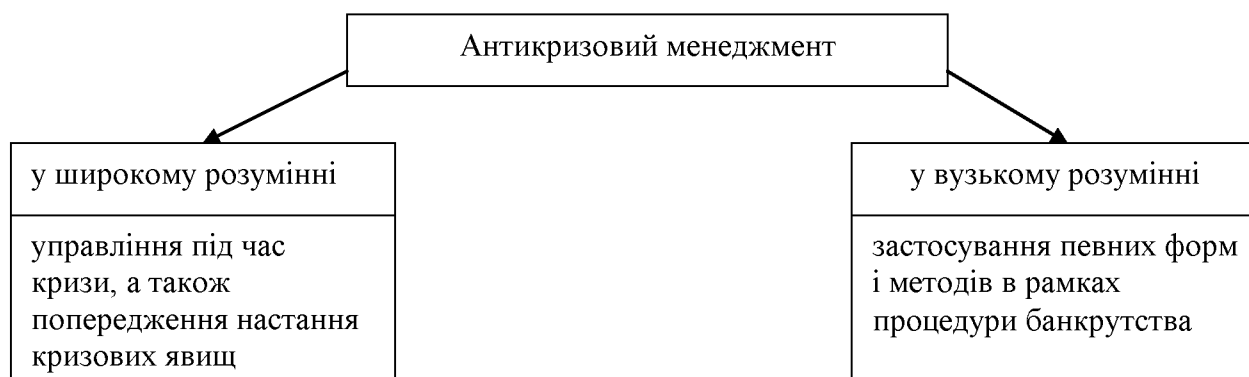 Антикризовий менеджмент
у широкому розумінні
управління під час
кризи, а також
попередження настання
кризових явищ
у вузькому розумінні
застосування певних форм
і методів в рамках
процедури банкрутства